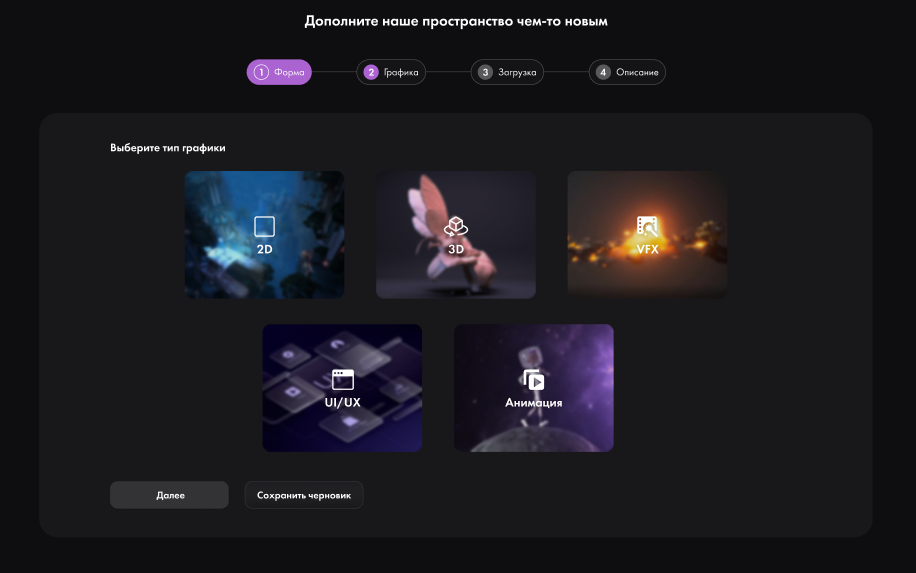 Дополните наше пространство чем-то новым
1 Форма 2 Графика 3 Загрузка 4 Описание
Выберите тип графики
2D 3D VFX
UI/UX Анимация
Далее Сохранить черновик